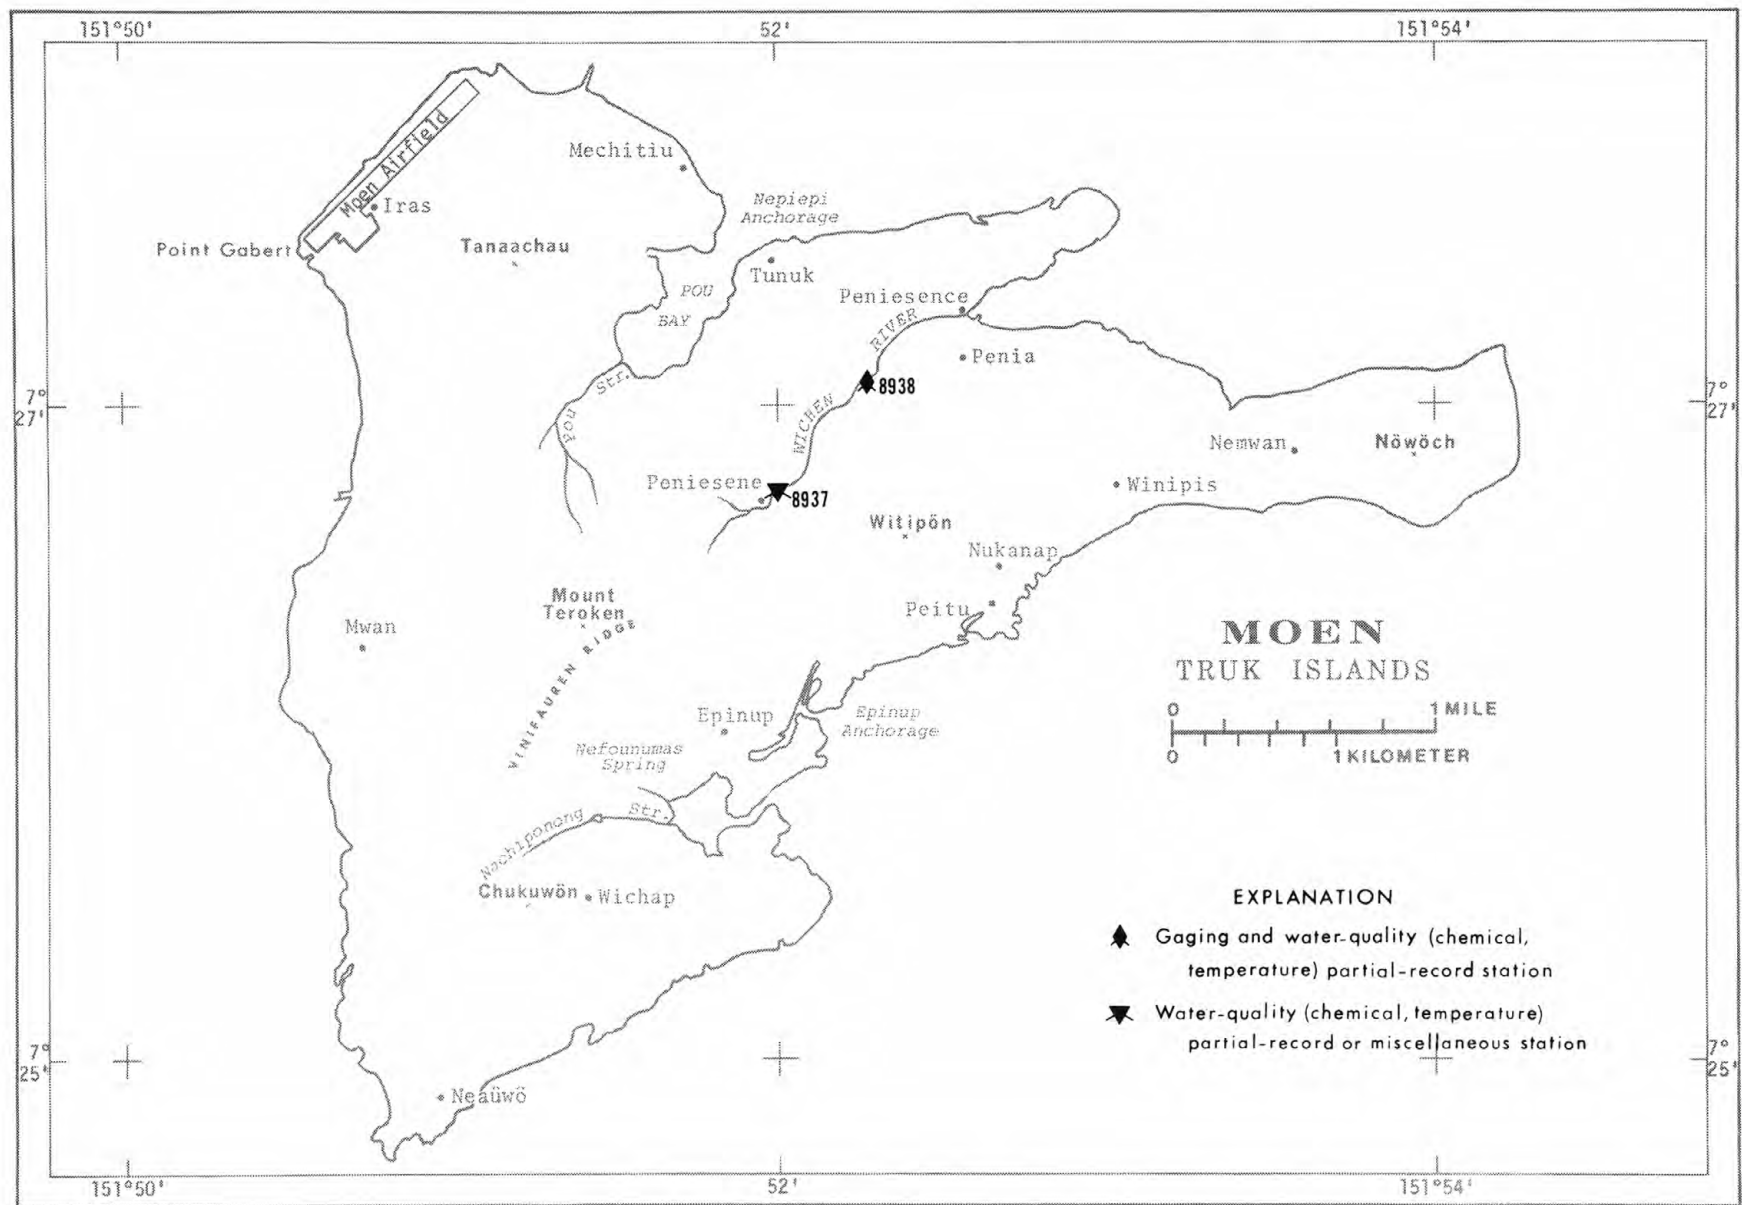 151°50'
52'
151°54'
Moen Airfield
Mechitiu
Iras
Nepiepi
Anchorage
Point Gabert
Tanaachau
Tunuk
POU
BAY
Peniesence
WICHEN RIVER
Penia
Pou Str.
8938
7°
27'
7°
27'
Nemwan
Nöwöch
Peniesene
8937
Winipis
Witipön
Nukanap
Mount
Teroken
Peitu
Mwan
VINIFAUREN RIDGE
MOEN
TRUK ISLANDS
0
1 MILE
0
1 KILOMETER
Epinup
Epinup
Anchorage
Nefounumas
Spring
Nachiponong Str.
Chukuwön
Wichap
EXPLANATION
Gaging and water-quality (chemical,
temperature) partial-record station
Water-quality (chemical, temperature)
partial-record or miscellaneous station
7°
25'
7°
25'
Neaüwö
151°50'
52'
151°54'